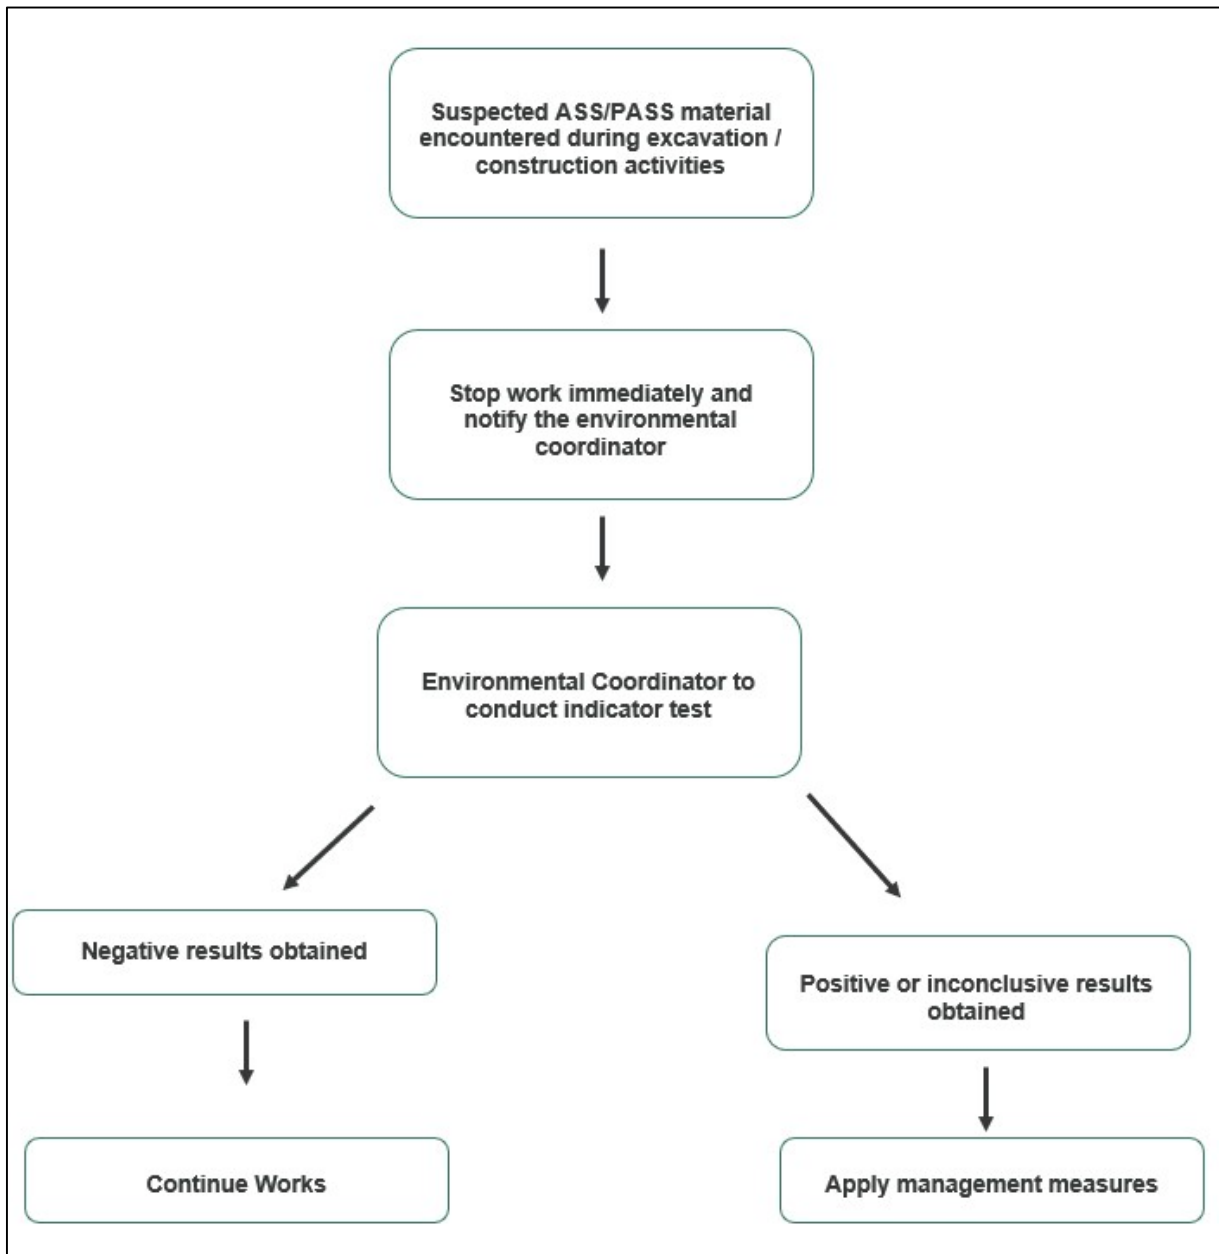 Suspected ASS/PASS material
encountered during excavation /
construction activities
Stop work immediately and
notify the environmental
coordinator
Environmental Coordinator to
conduct indicator test
Negative results obtained
Positive or inconclusive results
obtained
Continue Works
Apply management measures